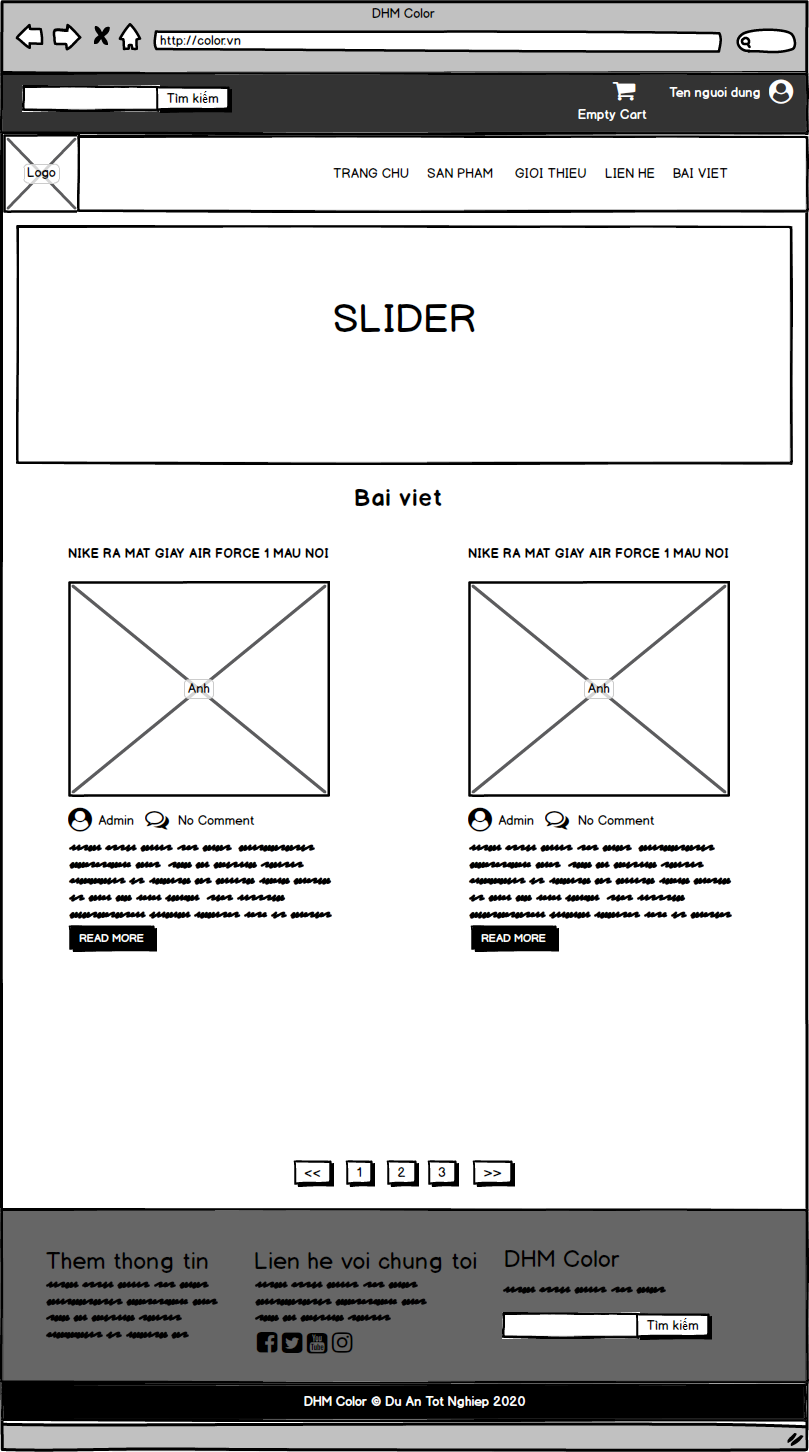 DHM Color
http://color.vn
Tìm kiếm
Empty Cart
Ten nguoi dung
Logo
TRANG CHU SAN PHAM GIOI THIEU LIEN HE BAI VIET
SLIDER
Bai viet
NIKE RA MAT GIAY AIR FORCE 1 MAU NOI
Anh
Admin No Comment
READ MORE
NIKE RA MAT GIAY AIR FORCE 1 MAU NOI
Anh
Admin No Comment
READ MORE
<< 1 2 3 >>
Them thong tin
Lien he voi chung toi
You Tube
DHM Color
Tìm kiếm
DHM Color © Du An Tot Nghiep 2020